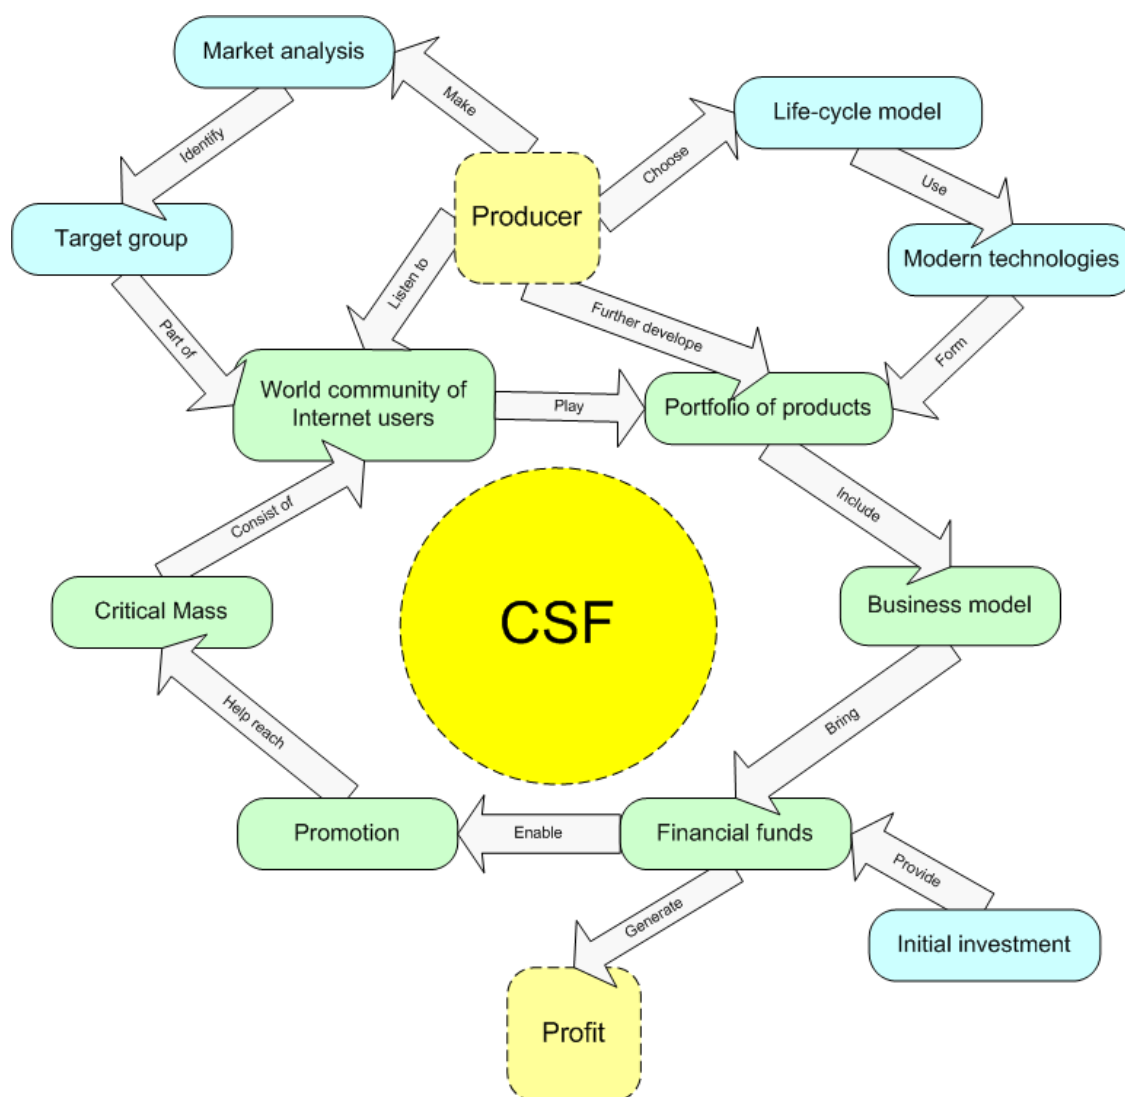 Market analysis
Make
Life-cycle model
Identify
Choose
Use
Producer
Target group
Modern technologies
Listen to
Further develope
Part of
Form
World community of
Internet users
Play
Portfolio of products
Consist of
Include
CSF
Critical Mass
Business model
Help reach
Bring
Promotion
Enable
Financial funds
Provide
Generate
Initial investment
Profit